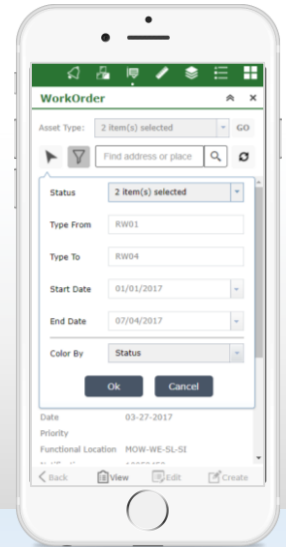 WorkOrder
Asset Type: 2 item(s) selected GO
Find address or place
Status 2 item(s) selected
Type From RW01
Type To RW04
Start Date 01/01/2017
End Date 07/04/2017
Color By Status
Ok Cancel
Date 03-27-2017
Priority
Functional Location MOW-WE-SL-SI
Back View Edit Create